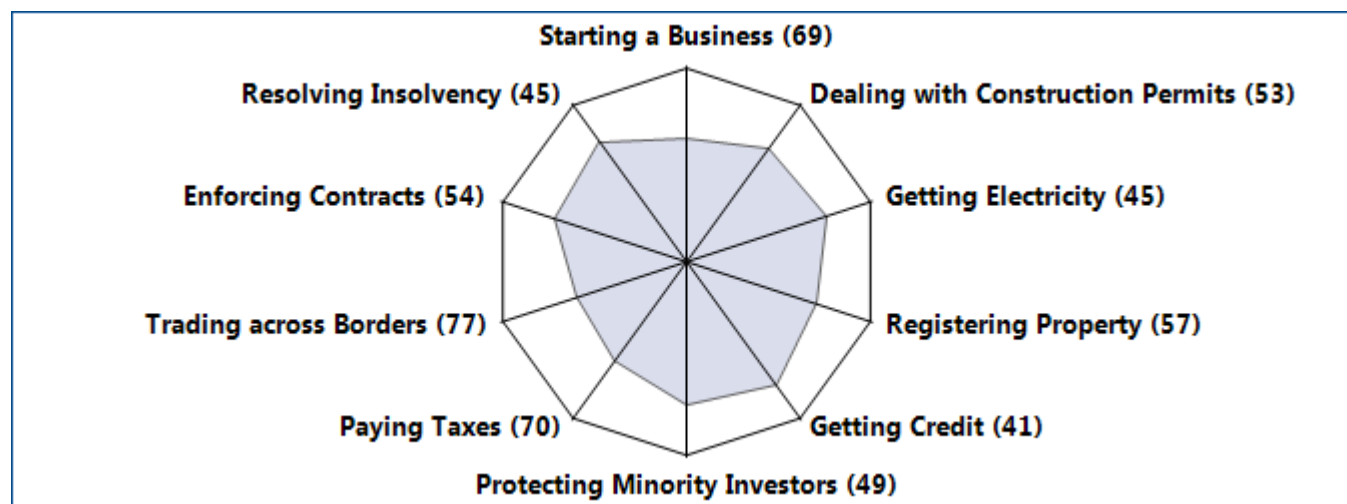 Starting a Business (69)
Resolving Insolvency (45)
Dealing with Construction Permits (53)
Enforcing Contracts (54)
Getting Electricity (45)
Trading across Borders (77)
Registering Property (57)
Paying Taxes (70)
Getting Credit (41)
Protecting Minority Investors (49)